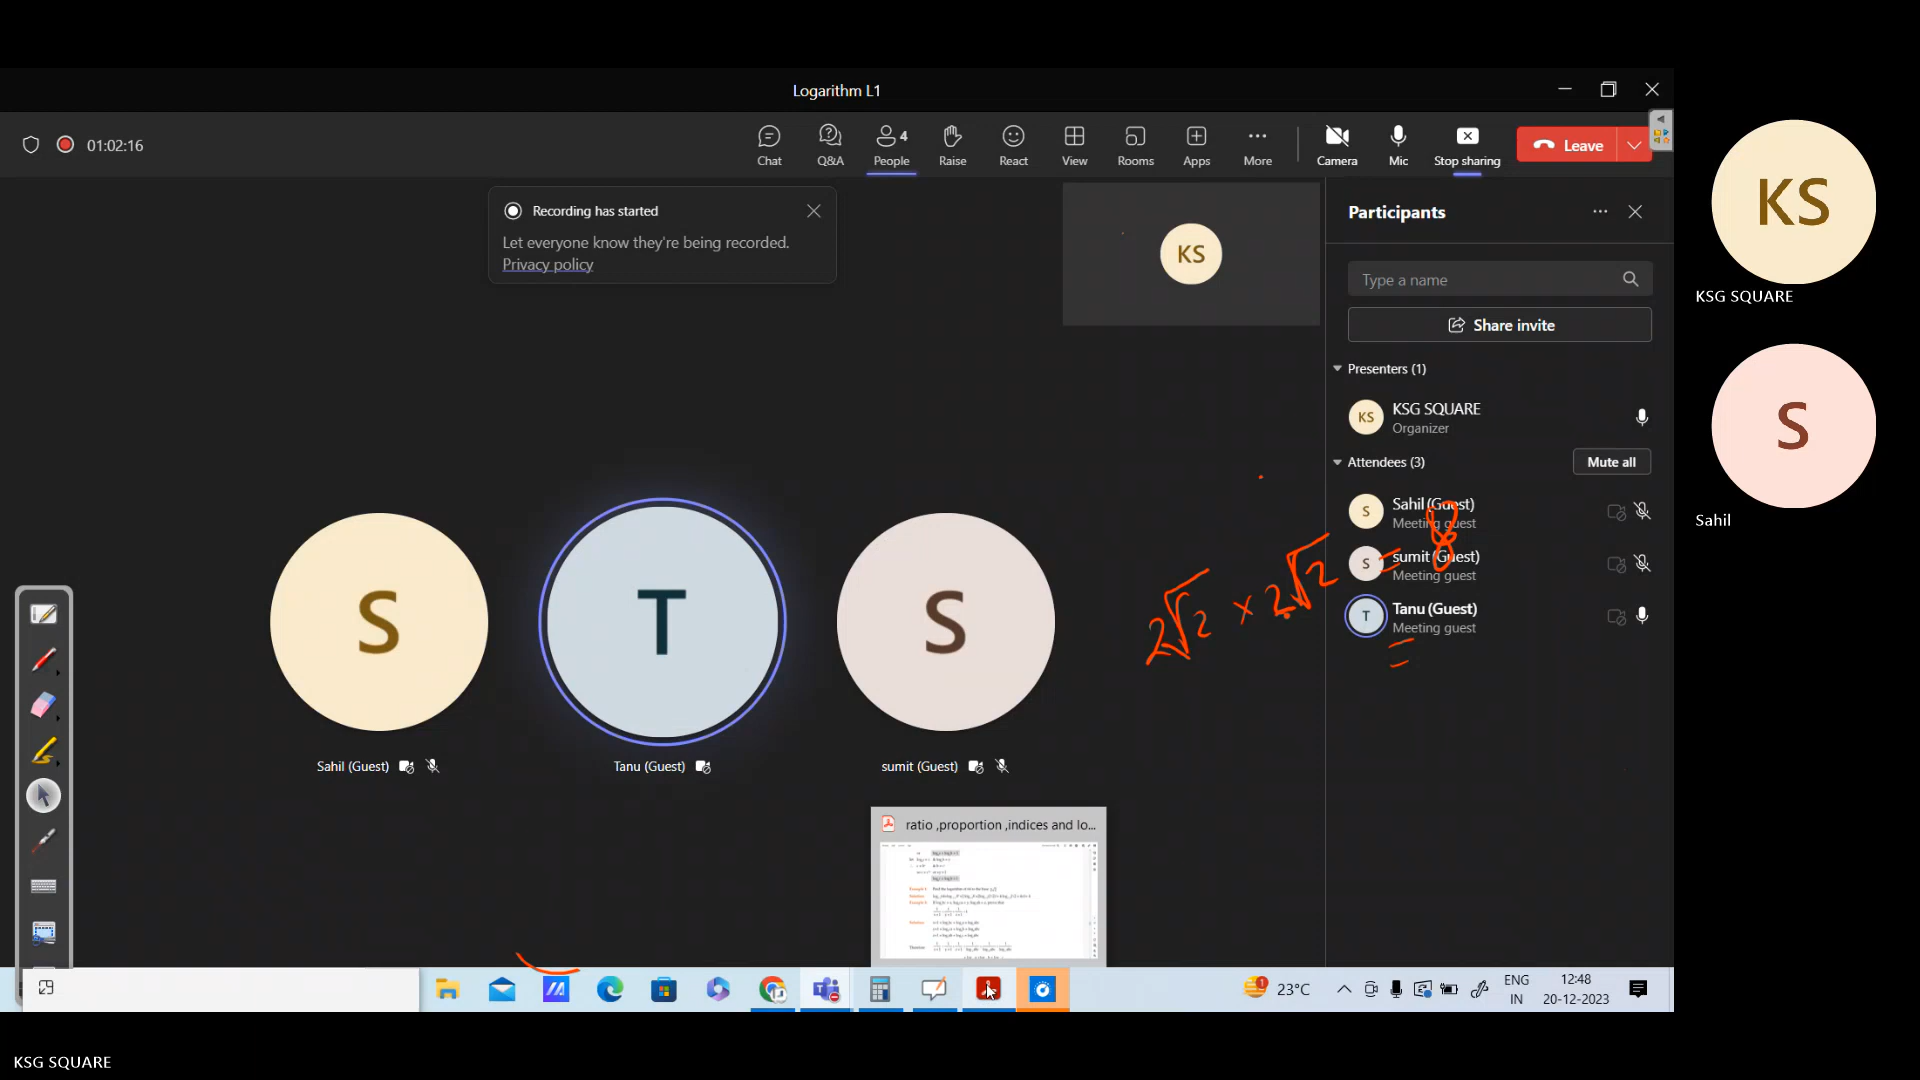 Logarithm L1
01:02:16
Chat
Q&A
4
People
Raise
React
View
Rooms
Apps
More
Camera
Mic
Stop sharing
Leave
Recording has started
Let everyone know they're being recorded.
Privacy policy
KS
Participants
Type a name
Share invite
Presenters (1)
KS
KSG SQUARE
Organizer
Attendees (3)
Mute all
S
Sahil (Guest)
Meeting guest
S
sumit (Guest)
Meeting guest
T
Tanu (Guest)
Meeting guest
2√2 × 2√2 = 8
=
S
T
S
Sahil (Guest)
Tanu (Guest)
sumit (Guest)
ratio ,proportion ,indices and lo...
KS
KSG SQUARE
S
Sahil
1
23°C
ENG
IN
12:48
20-12-2023
KSG SQUARE